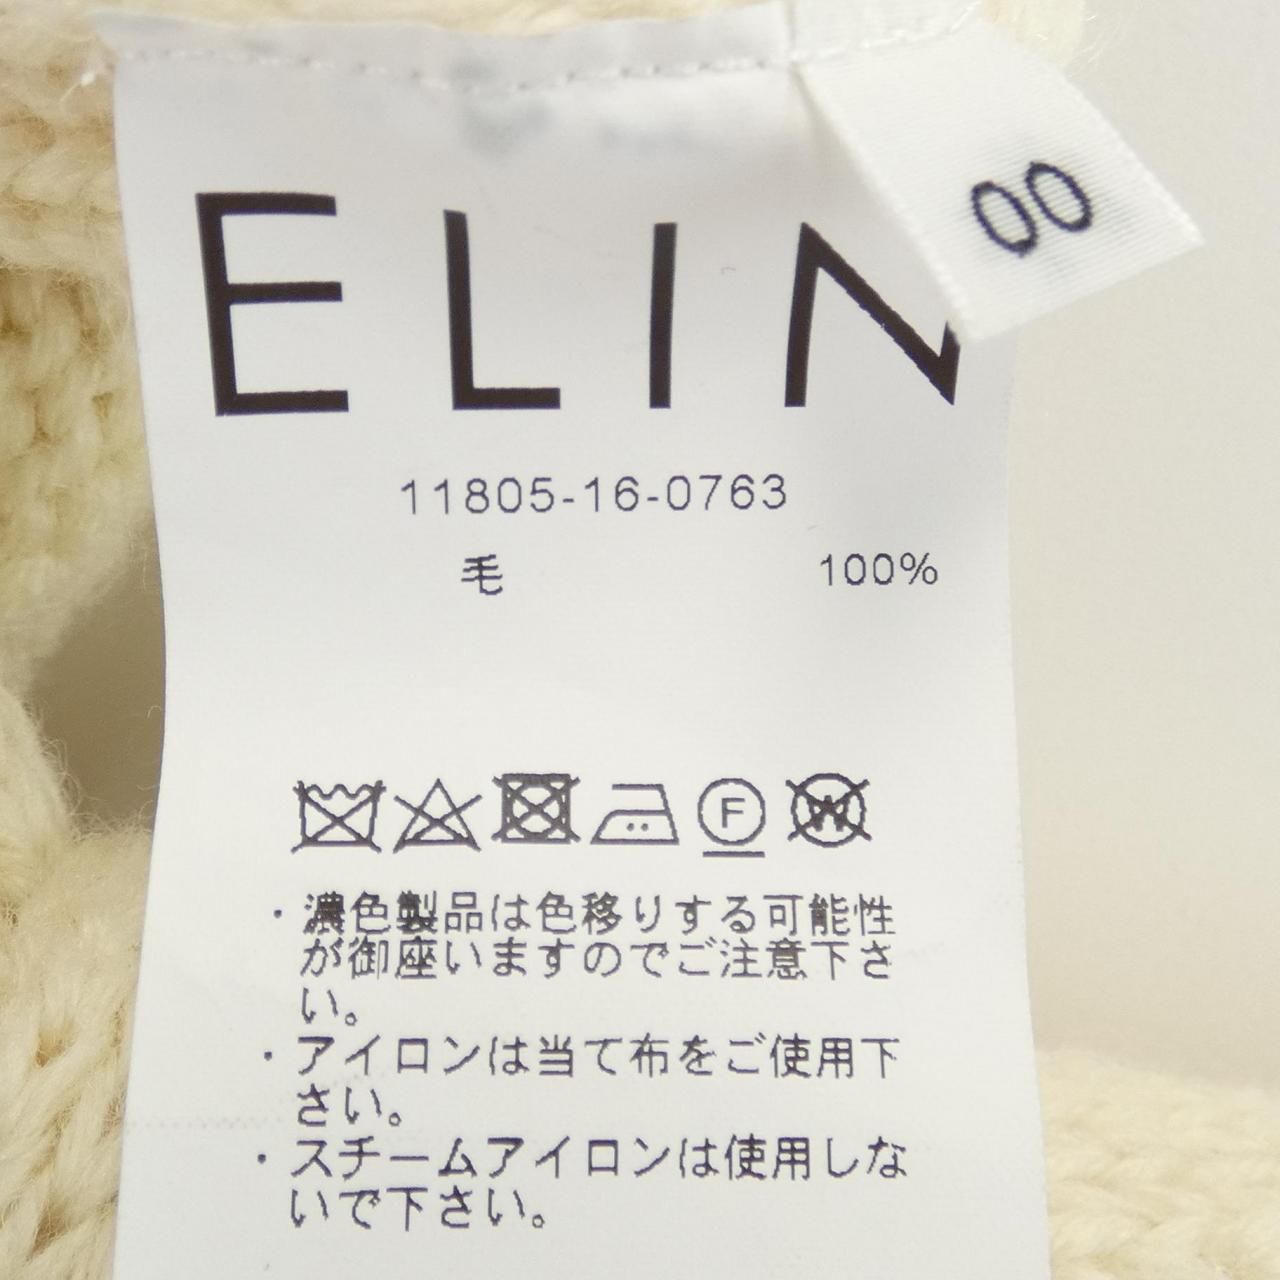 00
ELIN
11805-16-0763
毛 100%
F
W
・濃色製品は色移りする可能性
が御座いますのでご注意下さ
い。
・アイロンは当て布をご使用下
さい。
・スチームアイロンは使用しな
いで下さい。